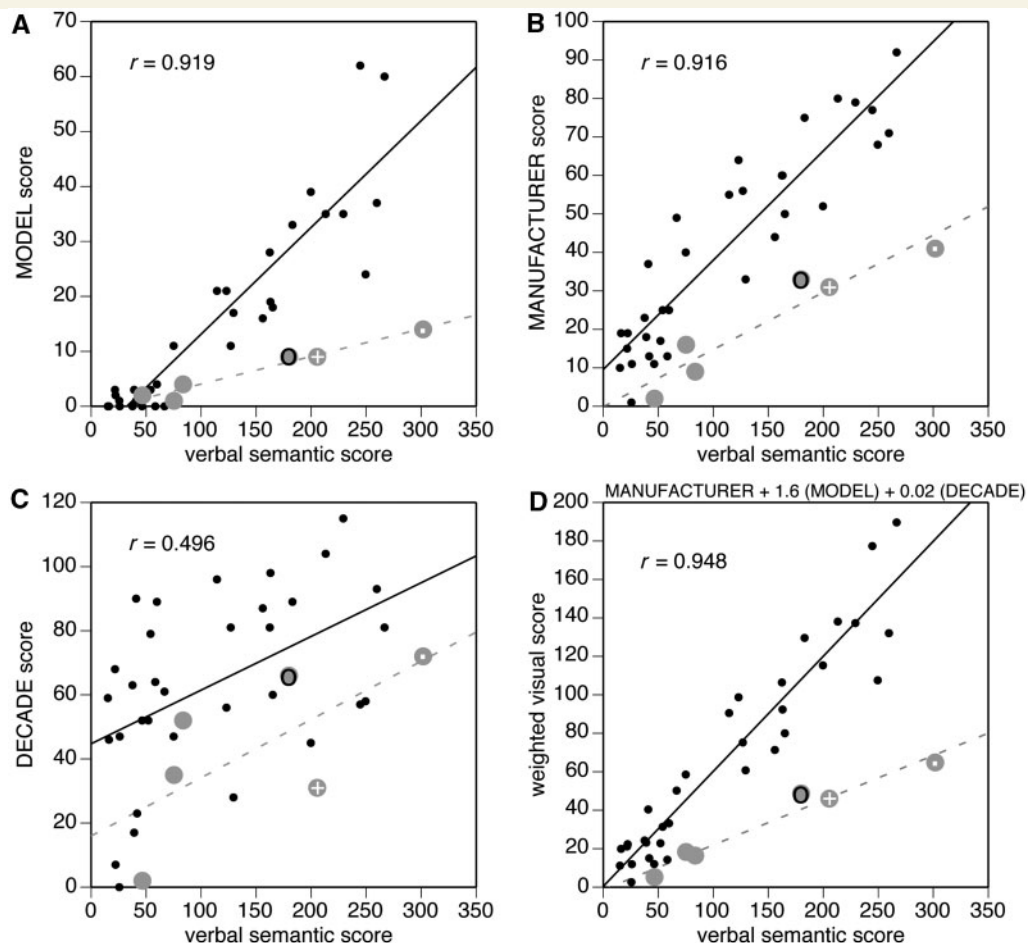 A
r = 0.919
MODEL score
70
60
50
40
30
20
10
0
0 50 100 150 200 250 300 350
verbal semantic score
B
r = 0.916
MANUFACTURER score
100
90
80
70
60
50
40
30
20
10
0
0 50 100 150 200 250 300 350
verbal semantic score
C
r = 0.496
DECADE score
120
100
80
60
40
20
0
0 50 100 150 200 250 300 350
verbal semantic score
D
MANUFACTURER + 1.6 (MODEL) + 0.02 (DECADE)
r = 0.948
weighted visual score
200
180
160
140
120
100
80
60
40
20
0
0 50 100 150 200 250 300 350
verbal semantic score